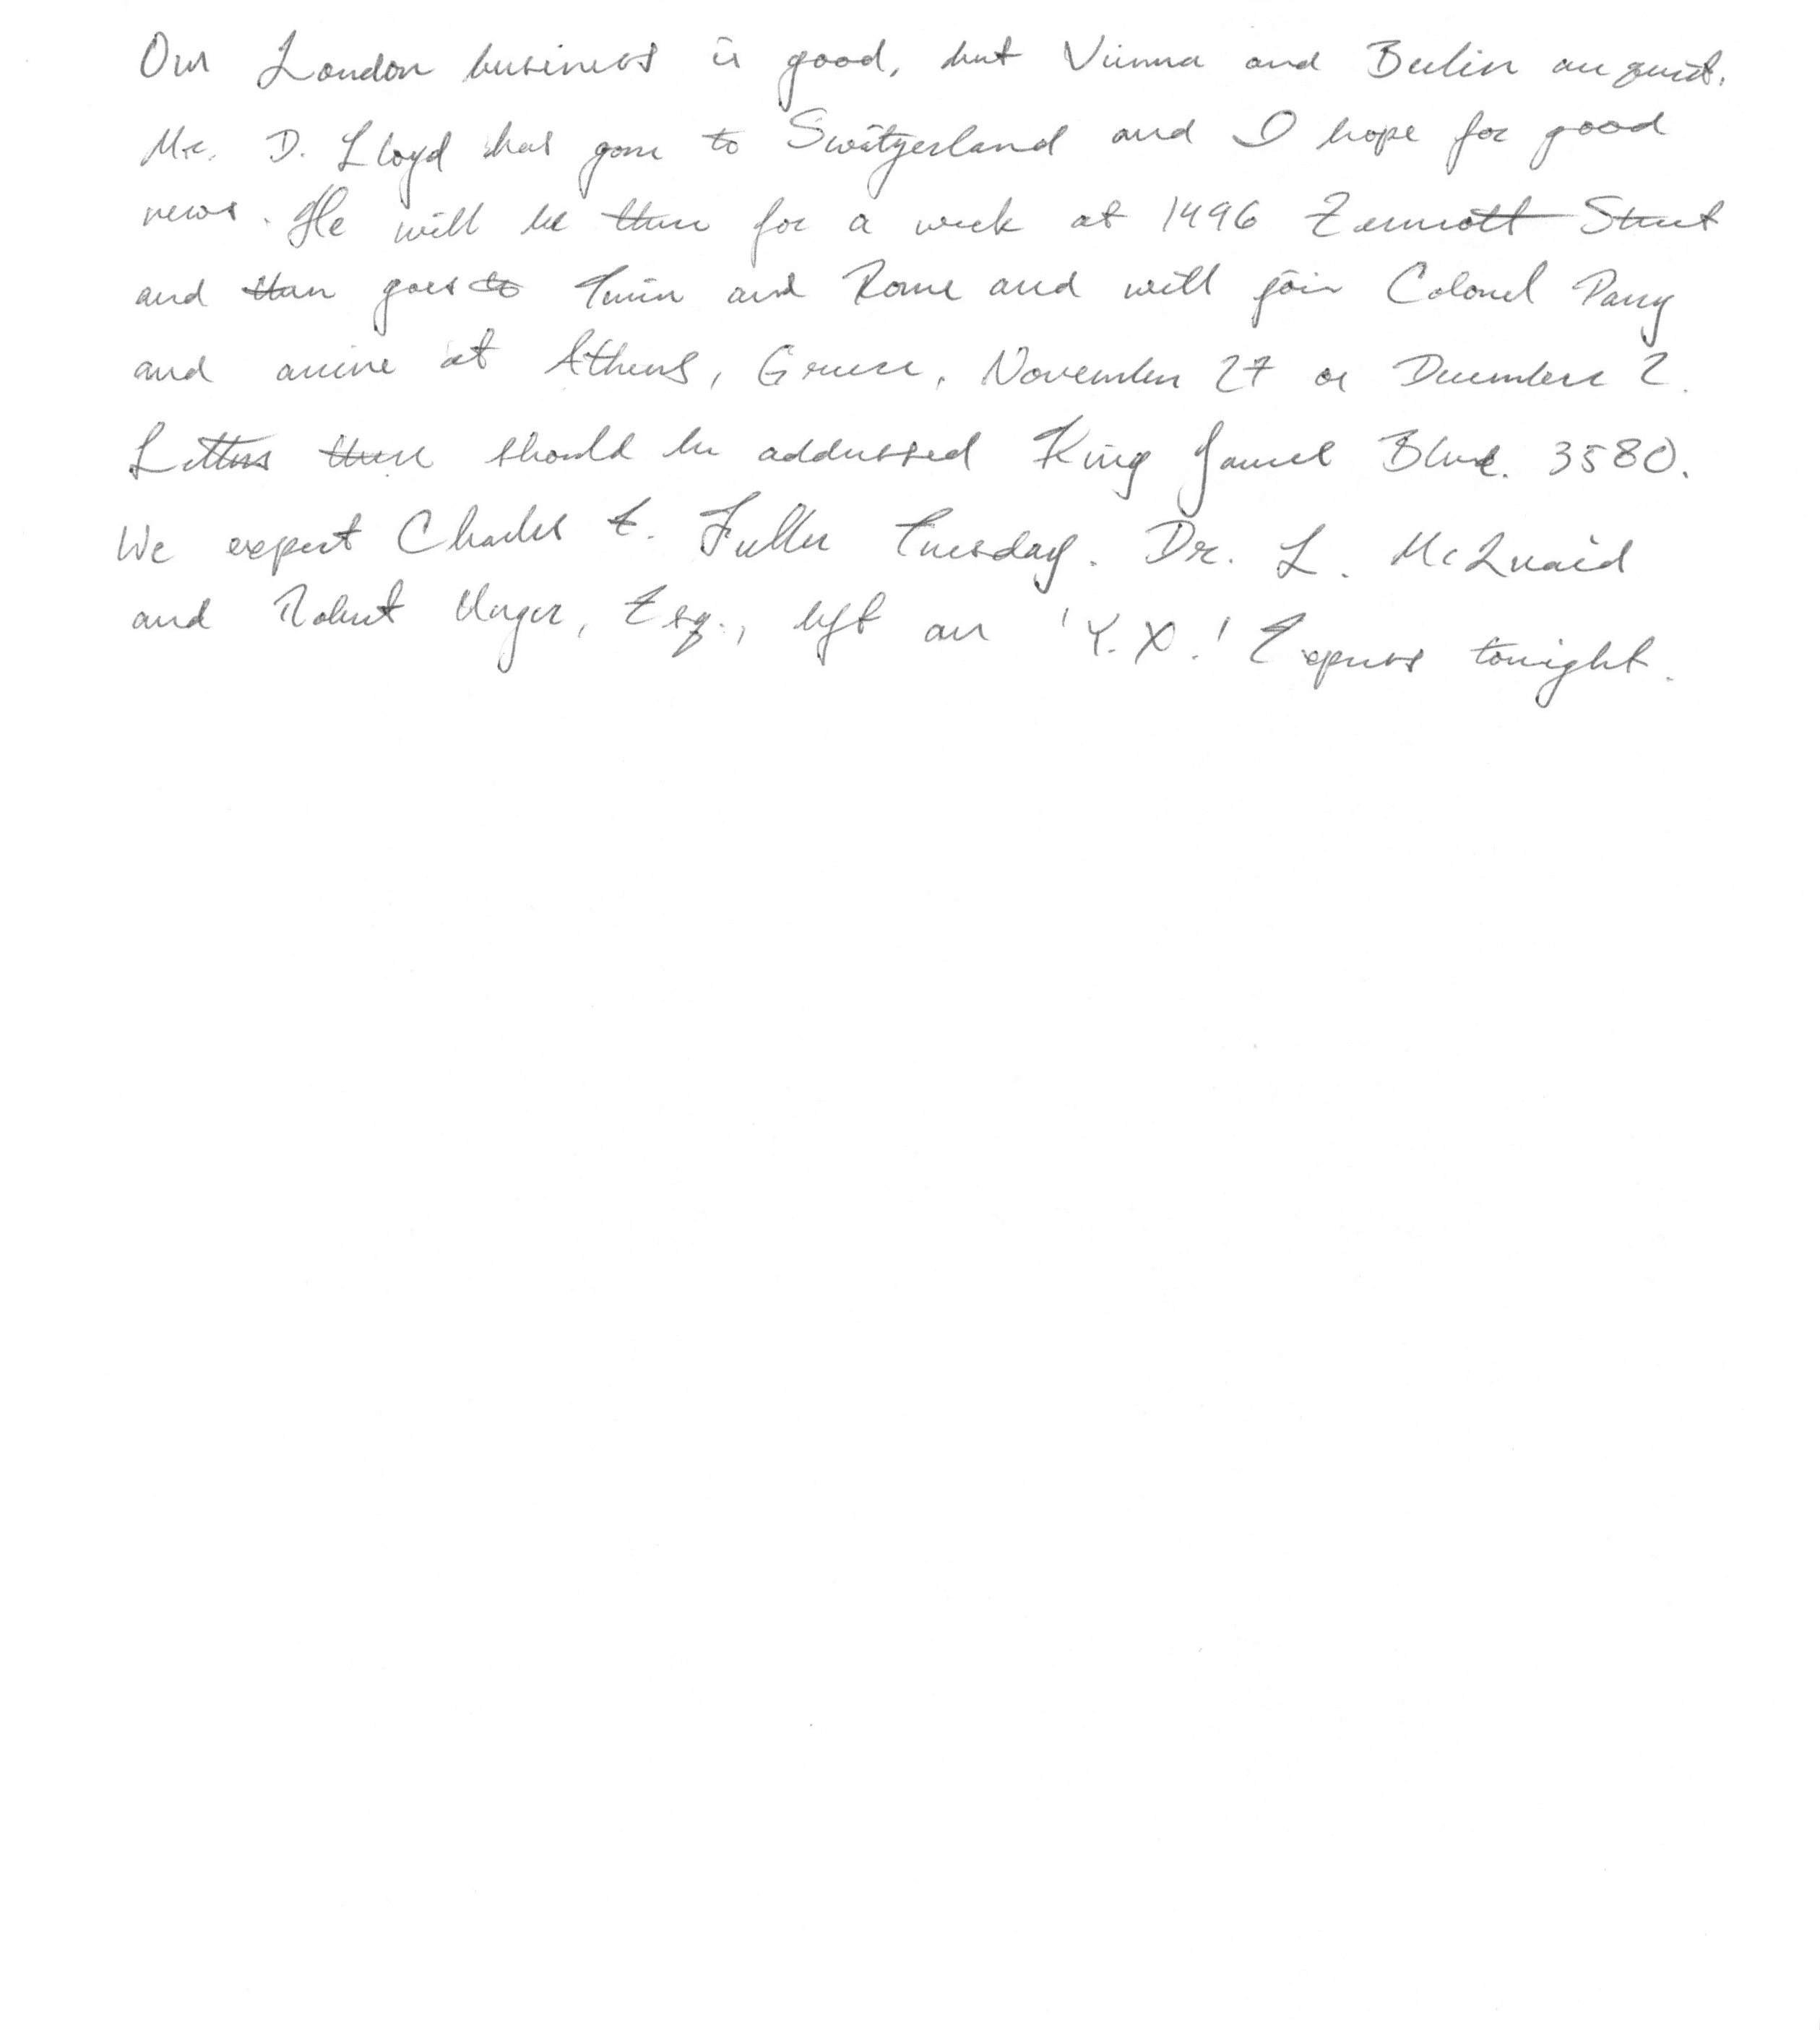 Our London business is good, but Vienna and Berlin are quiet.
Mr. D. Lloyd has gone to Switzerland and I hope for good
news. He will be there for a week at 1496 Zermott Street
and then goes to Turin and Rome and will join Colonel Parry
and arrive at Athens, Greece, November 27 or December 2.
Letters there should be addressed King James Blvd. 3580.
We expect Charles E. Fuller Tuesday. Dr. L. McQuaid
and Robert Unger, Esq., left on 'Y.X.' Express tonight.